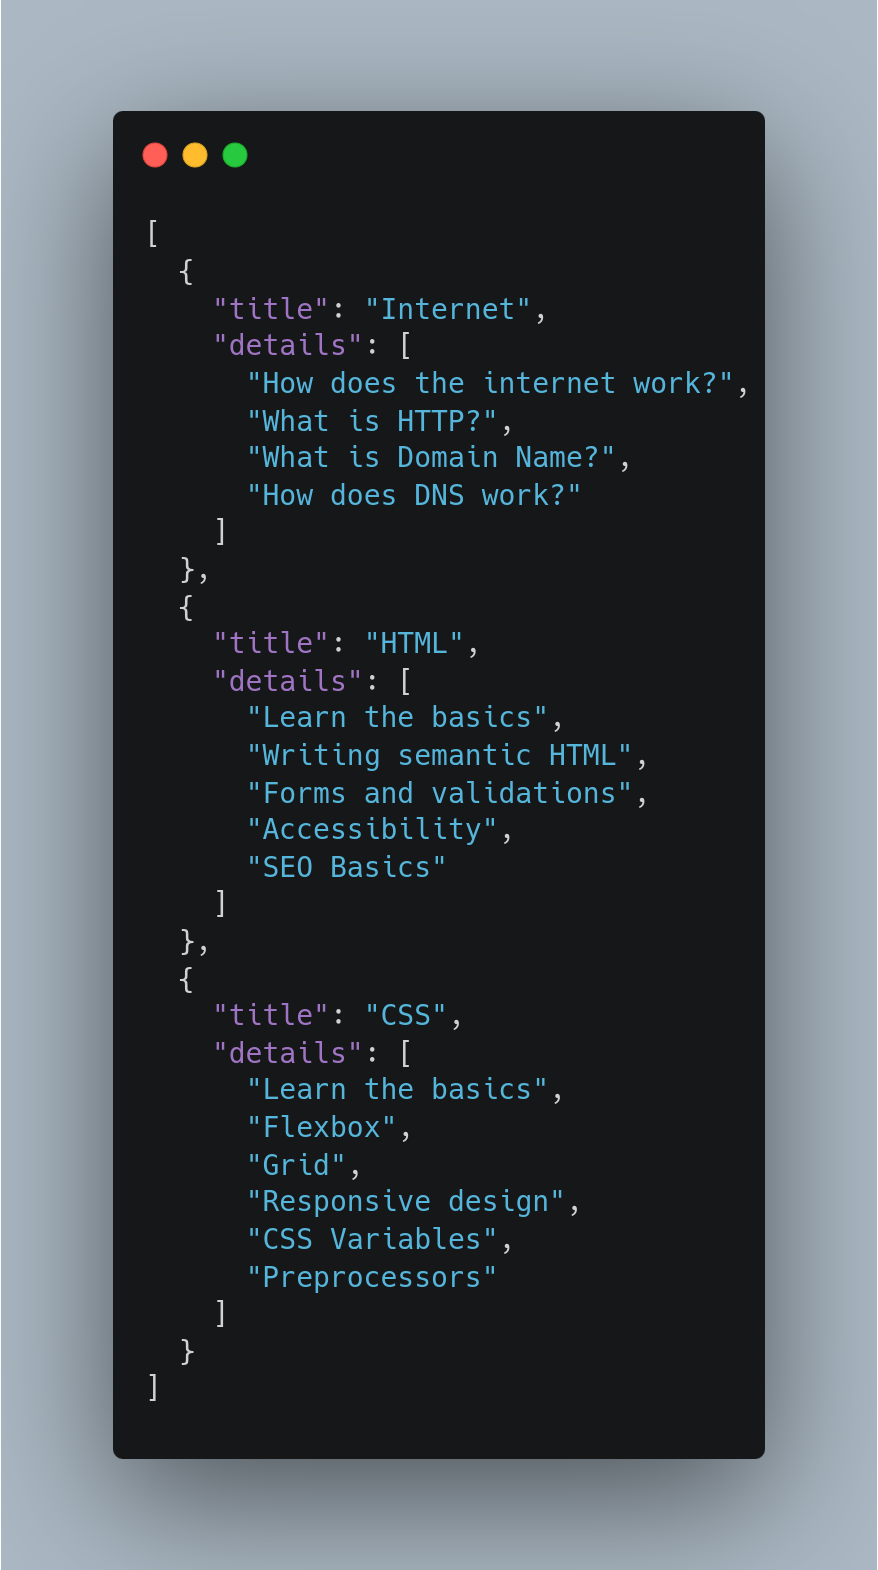 [
  {
    "title": "Internet",
    "details": [
      "How does the internet work?",
      "What is HTTP?",
      "What is Domain Name?",
      "How does DNS work?"
    ]
  },
  {
    "title": "HTML",
    "details": [
      "Learn the basics",
      "Writing semantic HTML",
      "Forms and validations",
      "Accessibility",
      "SEO Basics"
    ]
  },
  {
    "title": "CSS",
    "details": [
      "Learn the basics",
      "Flexbox",
      "Grid",
      "Responsive design",
      "CSS Variables",
      "Preprocessors"
    ]
  }
]